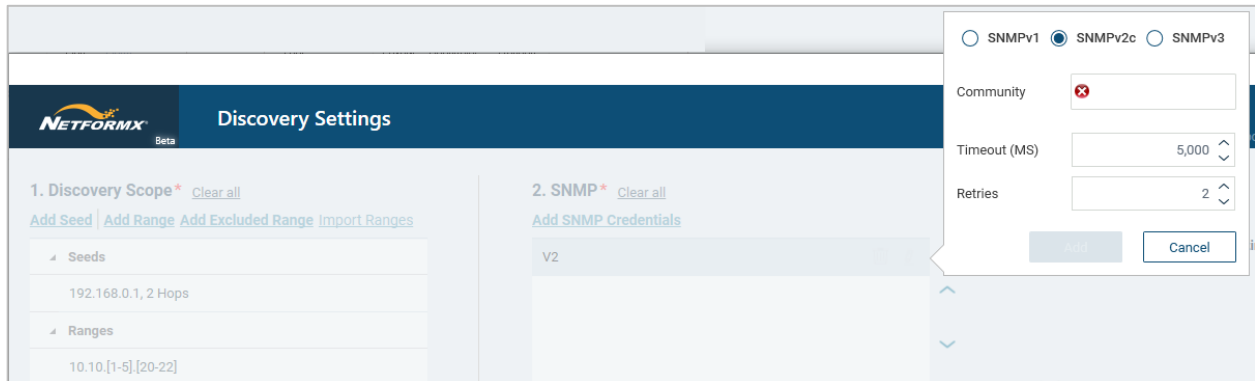 SNMPv1 SNMPv2c SNMPv3
Community
NETFORMX
Beta
Discovery Settings
Timeout (MS) 5,000
Retries 2
1. Discovery Scope* Clear all
Add Seed Add Range Add Excluded Range Import Ranges
Seeds
192.168.0.1, 2 Hops
Ranges
10.10.[1-5].[20-22]
2. SNMP* Clear all
Add SNMP Credentials
V2
Add Cancel